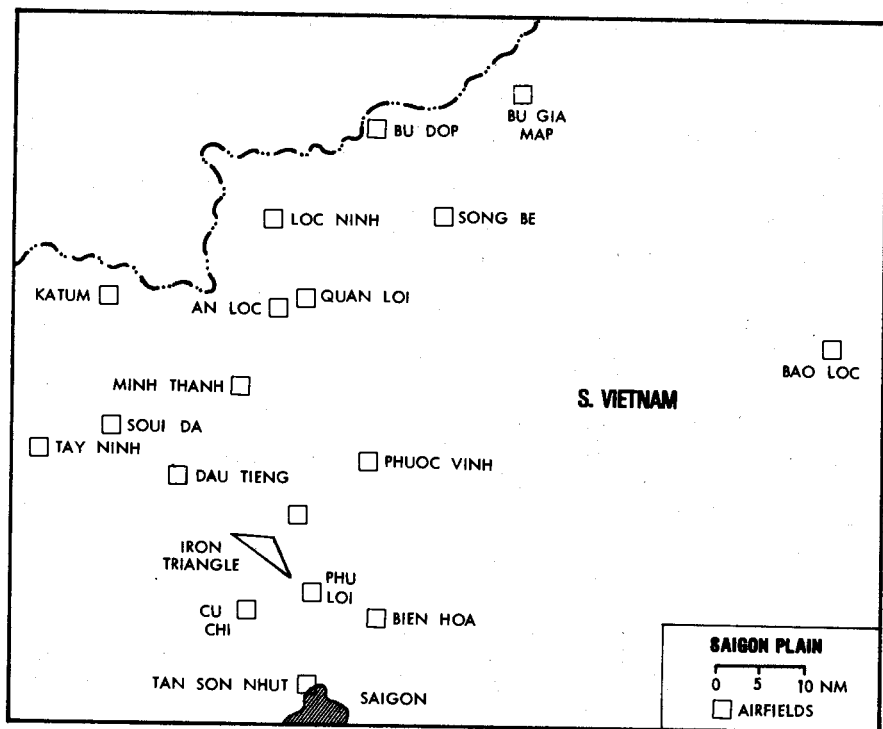 BU GIA
MAP
BU DOP
LOC NINH
SONG BE
KATUM
AN LOC
QUAN LOI
BAO LOC
MINH THANH
S. VIETNAM
SOUI DA
TAY NINH
DAU TIENG
PHUOC VINH
IRON
TRIANGLE
PHU
LOI
CU
CHI
BIEN HOA
TAN SON NHUT
SAIGON
SAIGON PLAIN
0 5 10 NM
AIRFIELDS